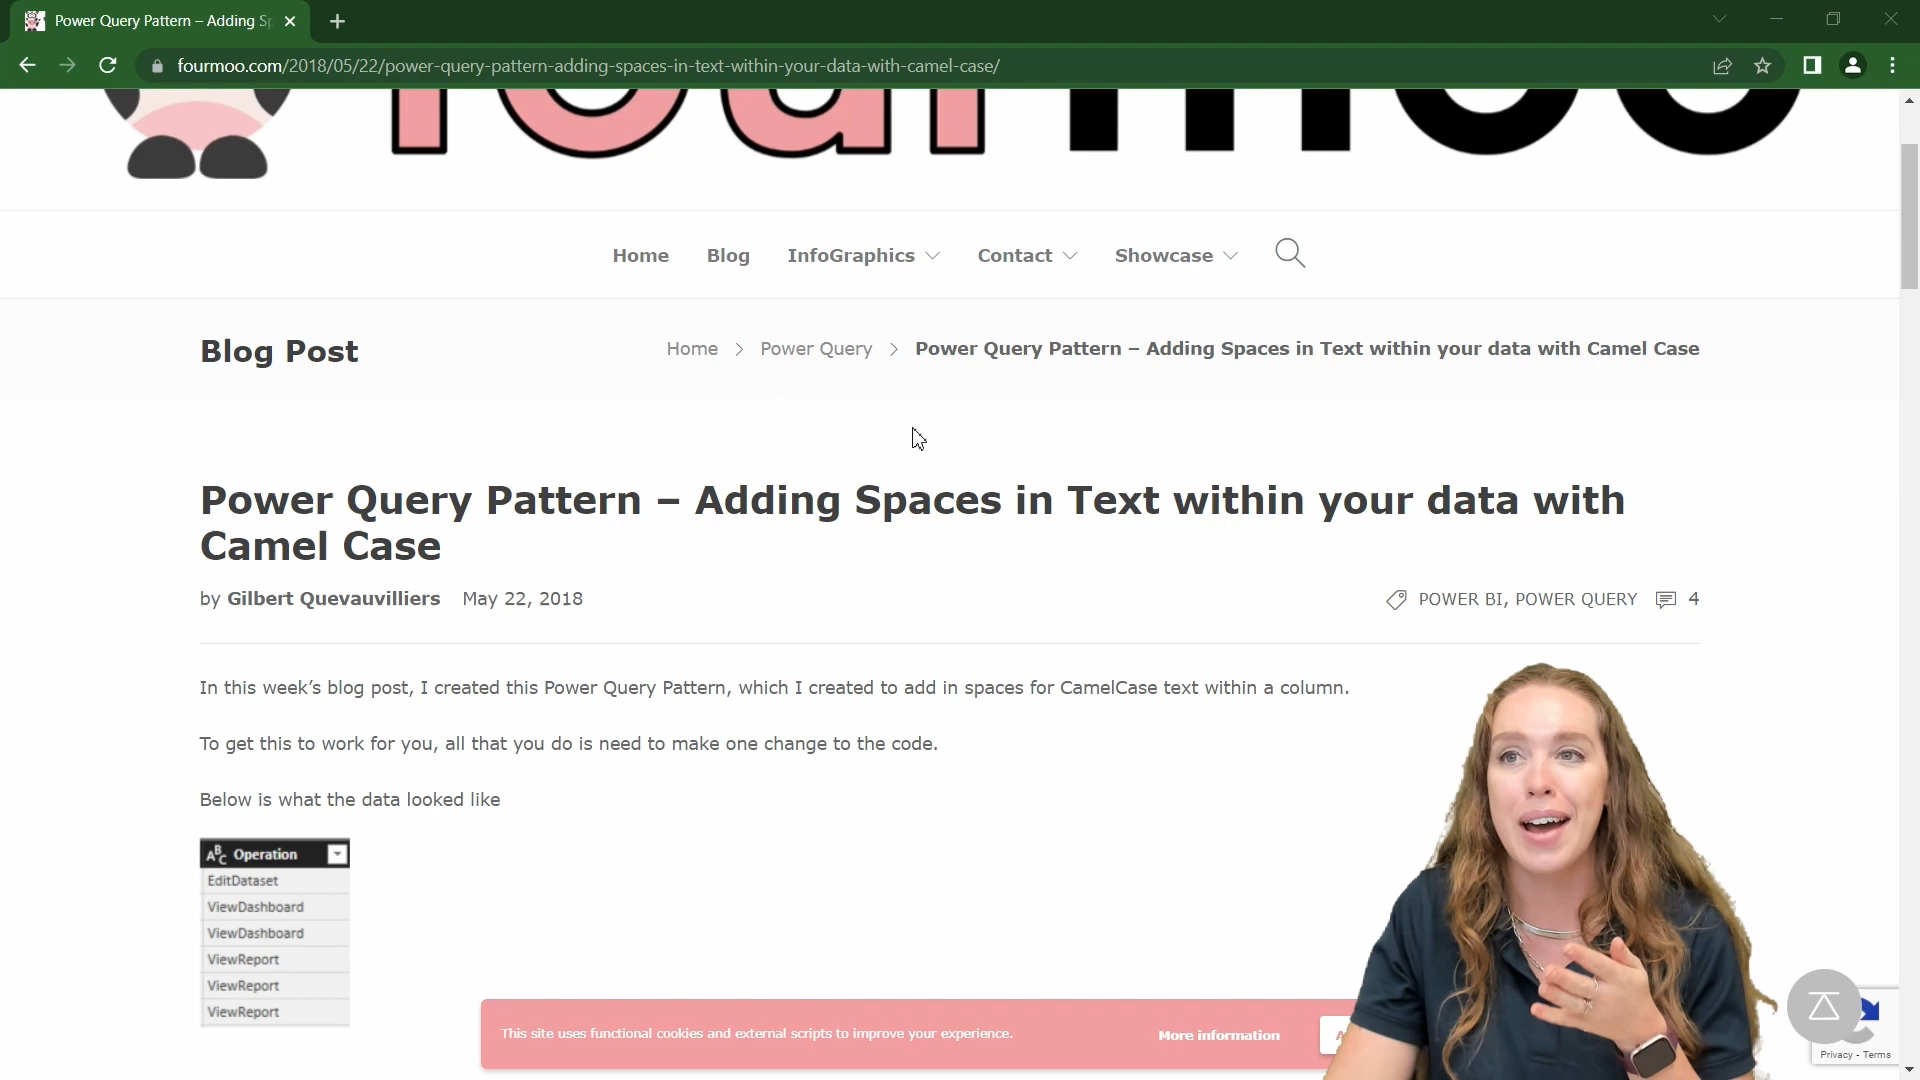 Power Query Pattern – Adding Sp
fourmoo.com/2018/05/22/power-query-pattern-adding-spaces-in-text-within-your-data-with-camel-case/
fourmoo
Home Blog InfoGraphics Contact Showcase
Blog Post
Home > Power Query > Power Query Pattern – Adding Spaces in Text within your data with Camel Case
Power Query Pattern – Adding Spaces in Text within your data with
Camel Case
by Gilbert Quevauvilliers May 22, 2018
POWER BI, POWER QUERY 4
In this week’s blog post, I created this Power Query Pattern, which I created to add in spaces for CamelCase text within a column.
To get this to work for you, all that you do is need to make one change to the code.
Below is what the data looked like
ABC Operation
EditDataset
ViewDashboard
ViewDashboard
ViewReport
ViewReport
ViewReport
This site uses functional cookies and external scripts to improve your experience.
More information
Privacy - Terms